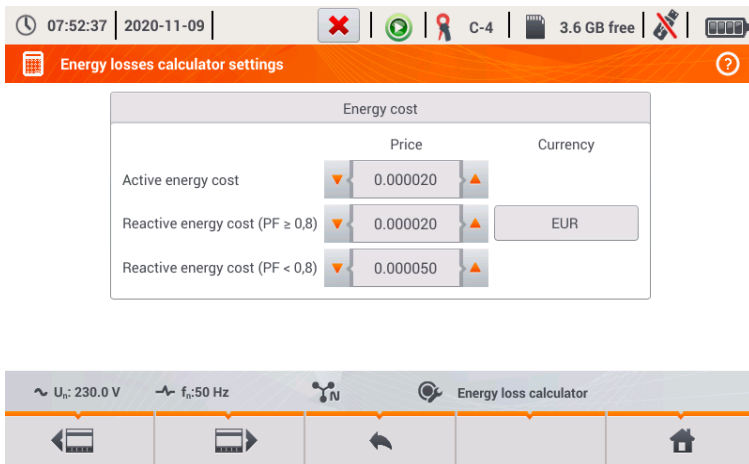 07:52:37 2020-11-09 C-4 3.6 GB free
Energy losses calculator settings ?
Energy cost
Price Currency
Active energy cost 0.000020
Reactive energy cost (PF ≥ 0,8) 0.000020 EUR
Reactive energy cost (PF < 0,8) 0.000050
Uₙ: 230.0 V fₙ:50 Hz N Energy loss calculator